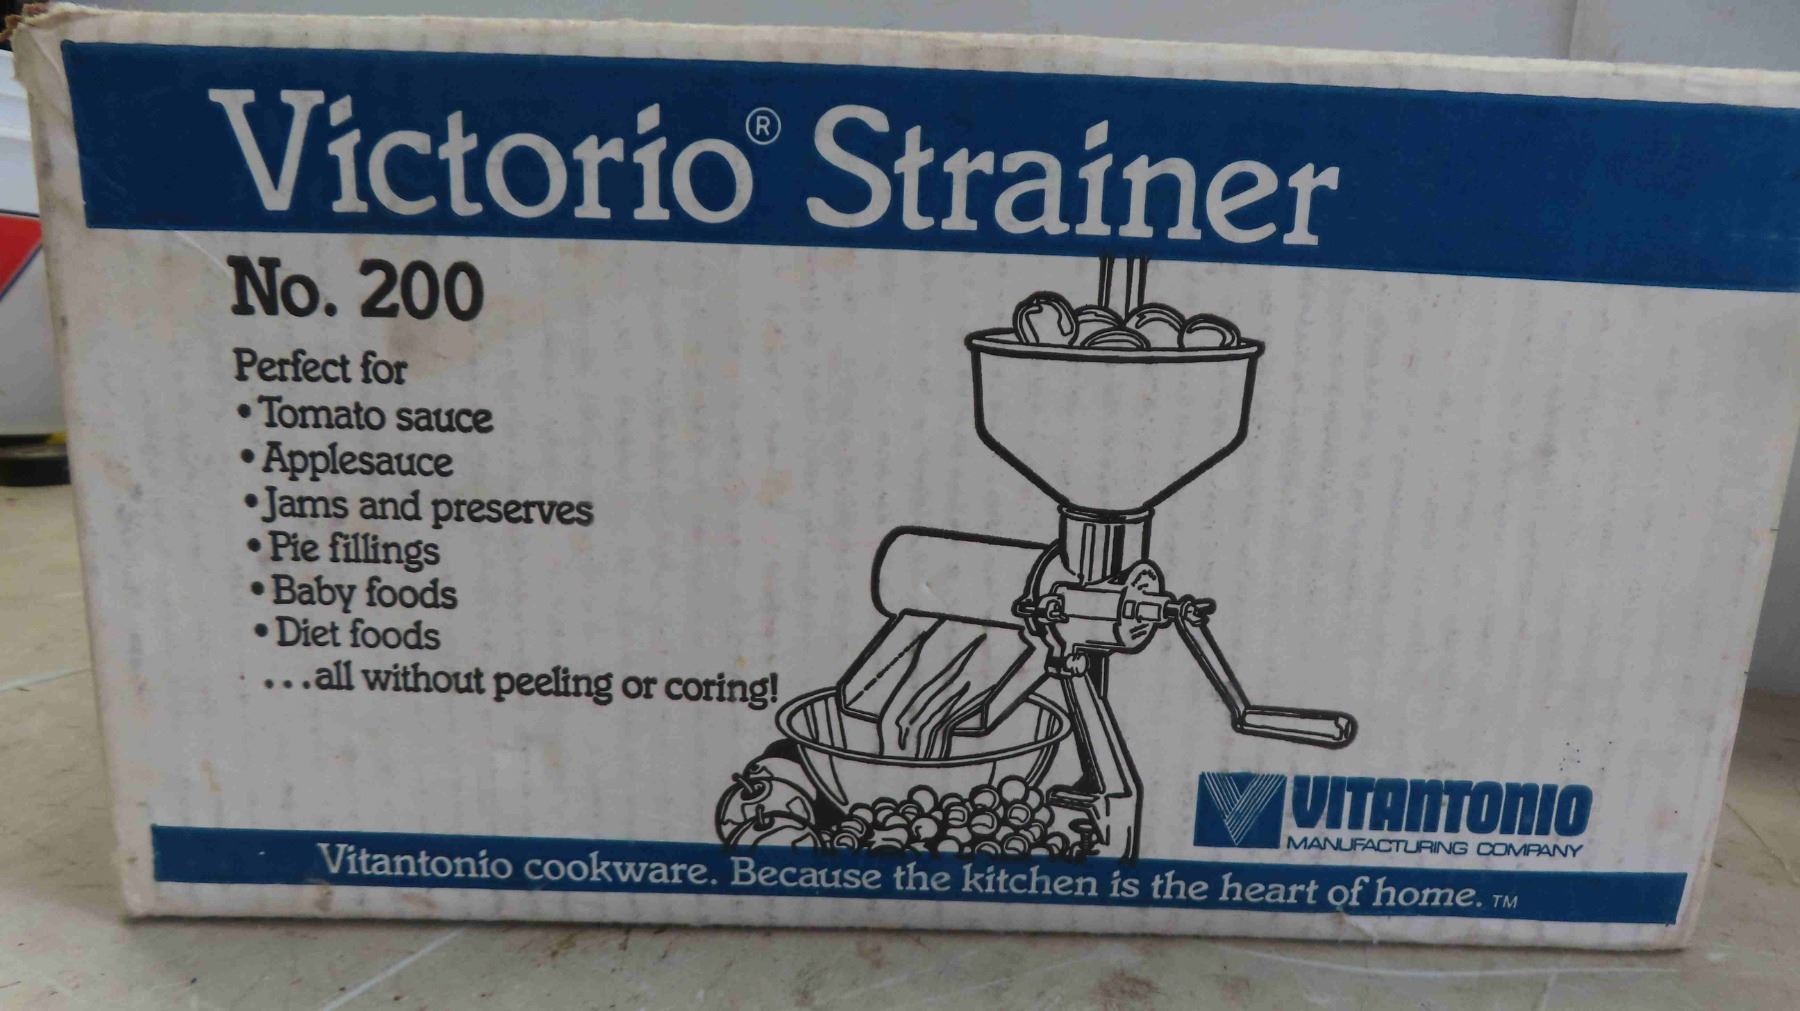 Victorio® Strainer
No. 200
Perfect for
• Tomato sauce
• Applesauce
• Jams and preserves
• Pie fillings
• Baby foods
• Diet foods
...all without peeling or coring!
VITANTONIO
MANUFACTURING COMPANY
Vitantonio cookware. Because the kitchen is the heart of home.™